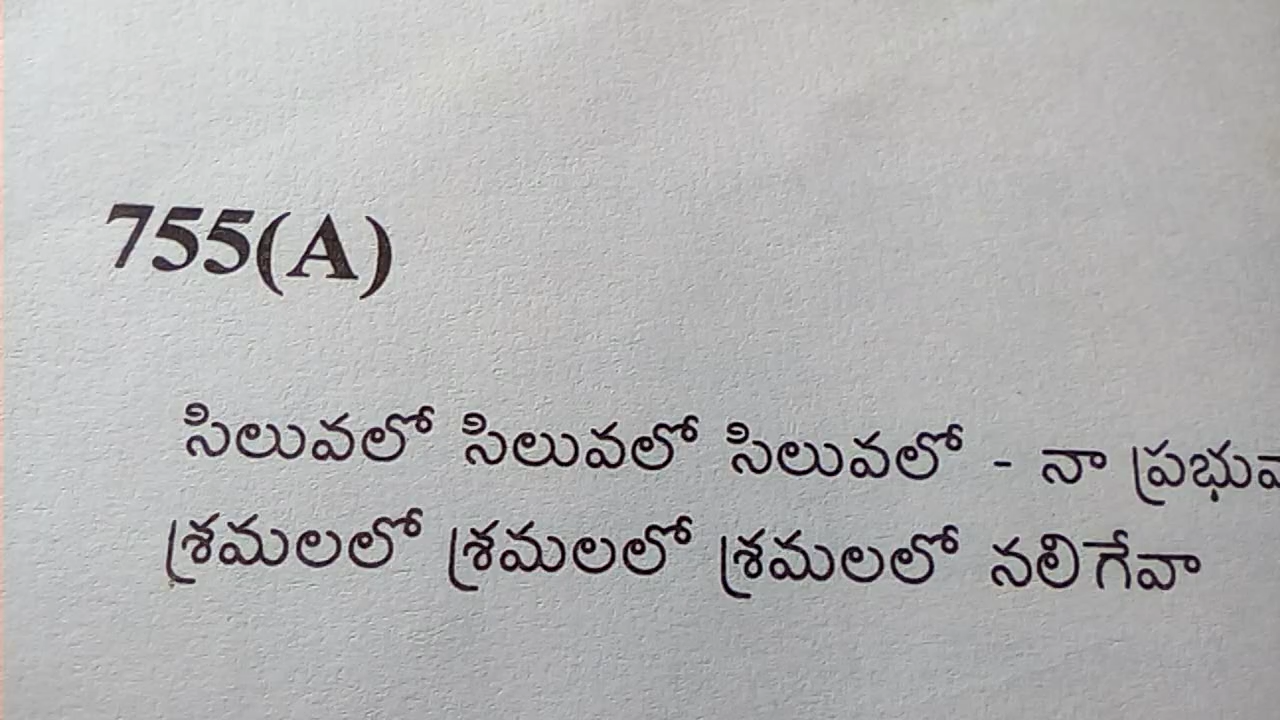 755(A)
సిలువలో సిలువలో సిలువలో - నా
శ్రమలలో శ్రమలలో శ్రమలలో నలిగేవా